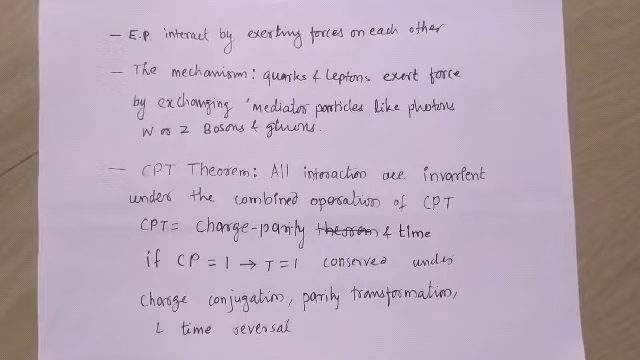 - E.P. interact by exerting forces on each other
- The mechanism: quarks & leptons exert force
by exchanging 'mediator particles like photons
W or Z Bosons & gluons.
- CPT Theorem: All interaction are invarient
under the combined operation of CPT
CPT = charge-parity theorem & time
if CP = 1 → T = 1 conserved under
charge conjugation, parity transformation,
& time reversal